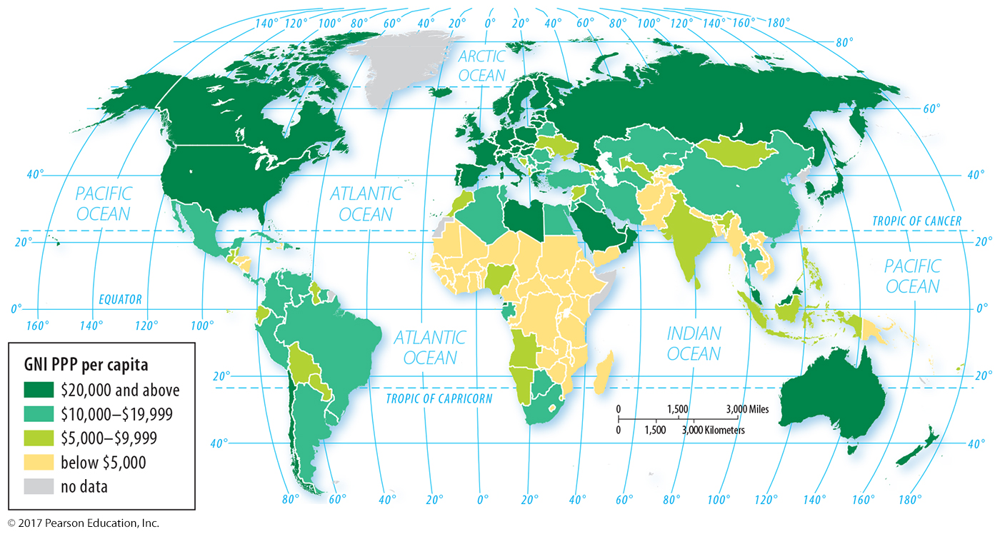 140° 120° 100° 80° 60° 40° 20° 0° 20° 40° 60° 80° 100° 120° 140° 160° 180°
80°
ARCTIC
OCEAN
60°
40°
40°
PACIFIC
OCEAN
ATLANTIC
OCEAN
TROPIC OF CANCER
20°
20°
PACIFIC
OCEAN
EQUATOR
0°
0°
160° 140° 120° 100°
ATLANTIC
OCEAN
INDIAN
OCEAN
20°
20°
TROPIC OF CAPRICORN
0 1,500 3,000 Miles
0 1,500 3,000 Kilometers
40°
40°
GNI PPP per capita
$20,000 and above
$10,000–$19,999
$5,000–$9,999
below $5,000
no data
80° 60° 40° 20° 0° 20° 40° 60° 80° 100° 120° 140° 160° 180°
© 2017 Pearson Education, Inc.